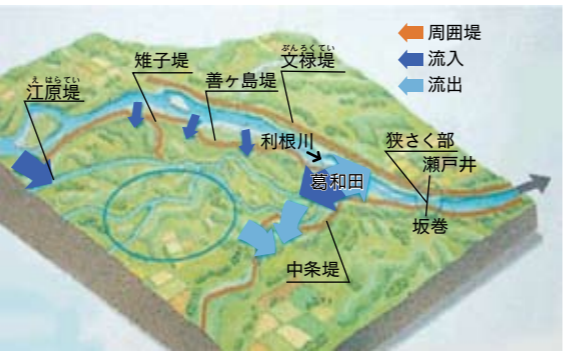 周囲堤
流入
流出
ぶんろくてい
文禄堤
雉子堤
善ヶ島堤
えはらてい
江原堤
利根川
狭さく部
瀬戸井
葛和田
坂巻
中条堤